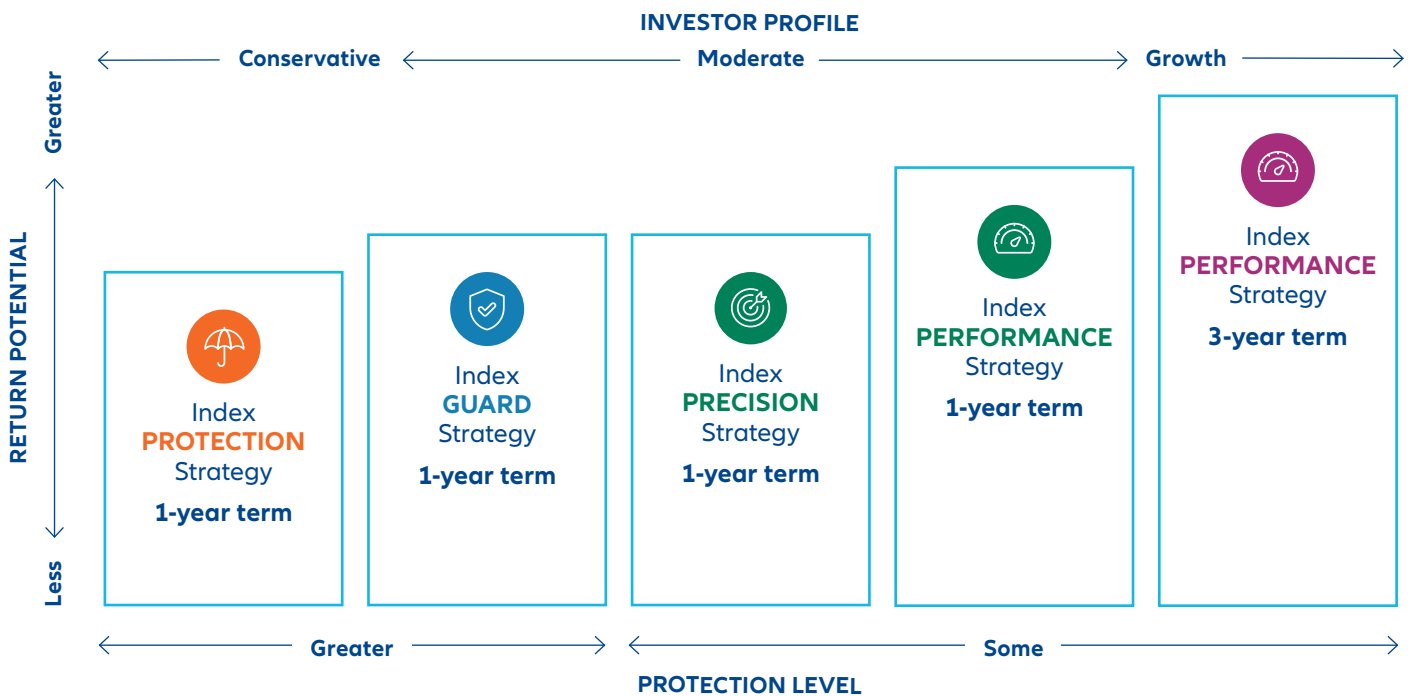 INVESTOR PROFILE
Conservative
Moderate
Growth
Greater
RETURN POTENTIAL
Less
Index
PROTECTION
Strategy
1-year term
Index
GUARD
Strategy
1-year term
Index
PRECISION
Strategy
1-year term
Index
PERFORMANCE
Strategy
1-year term
Index
PERFORMANCE
Strategy
3-year term
Greater
Some
PROTECTION LEVEL